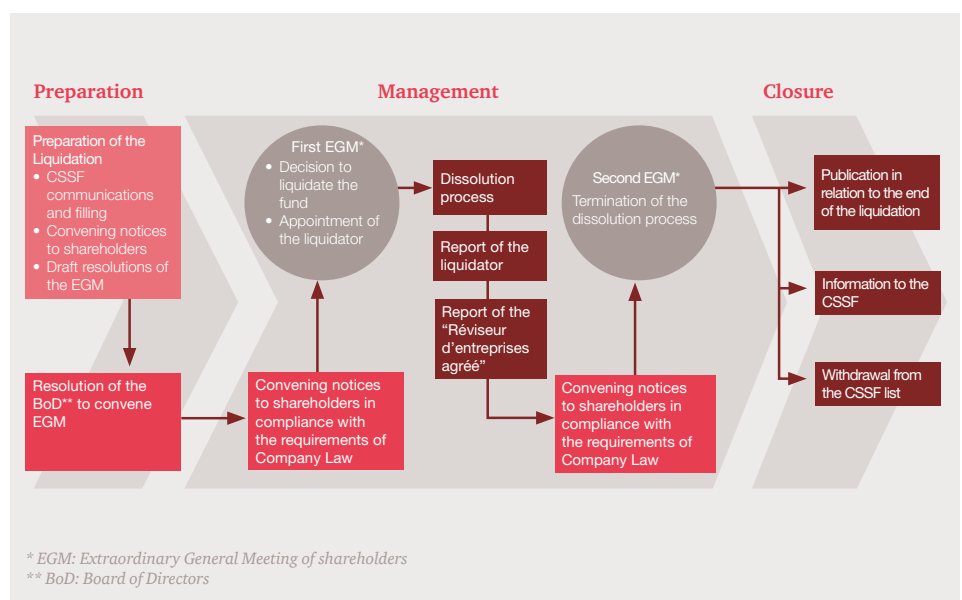 Preparation
Management
Closure
Preparation of the
Liquidation
• CSSF
communications
and filling
• Convening notices
to shareholders
• Draft resolutions of
the EGM
Resolution of the
BoD** to convene
EGM
First EGM*
• Decision to
liquidate the
fund
• Appointment of
the liquidator
Convening notices
to shareholders in
compliance with
the requirements of
Company Law
Dissolution
process
Report of the
liquidator
Report of the
“Réviseur
d’entreprises
agréé”
Second EGM*
Termination of the
dissolution process
Convening notices
to shareholders in
compliance with
the requirements of
Company Law
Publication in
relation to the end
of the liquidation
Information to the
CSSF
Withdrawal from
the CSSF list
* EGM: Extraordinary General Meeting of shareholders
** BoD: Board of Directors